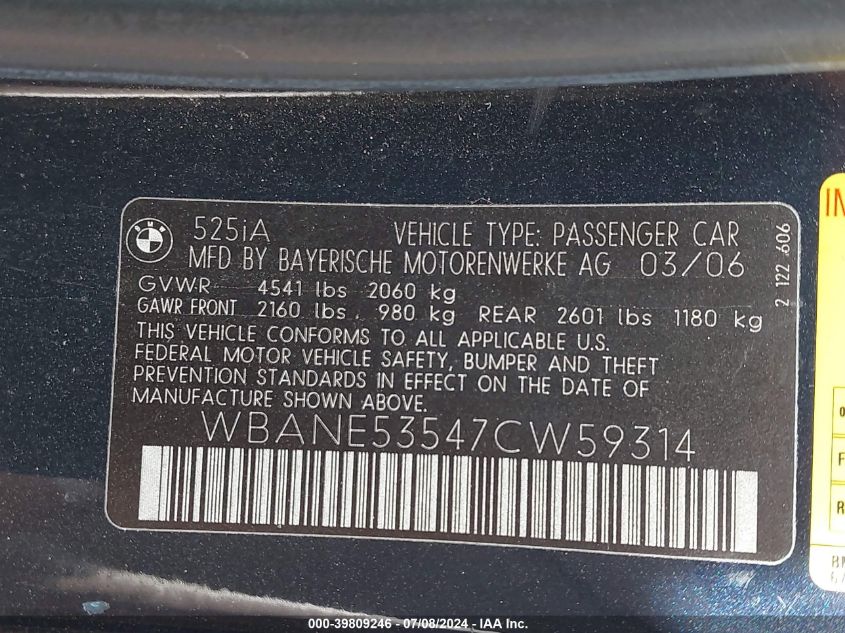 BMW
525iA VEHICLE TYPE: PASSENGER CAR
MFD BY BAYERISCHE MOTORENWERKE AG 03/06
GVWR 4541 lbs 2060 kg
GAWR FRONT 2160 lbs 980 kg REAR 2601 lbs 1180 kg
THIS VEHICLE CONFORMS TO ALL APPLICABLE U.S.
FEDERAL MOTOR VEHICLE SAFETY, BUMPER AND THEFT
PREVENTION STANDARDS IN EFFECT ON THE DATE OF
MANUFACTURE SHOWN ABOVE.
WBANE53547CW59314
2 122 606
000-39809246 - 07/08/2024 - IAA Inc.